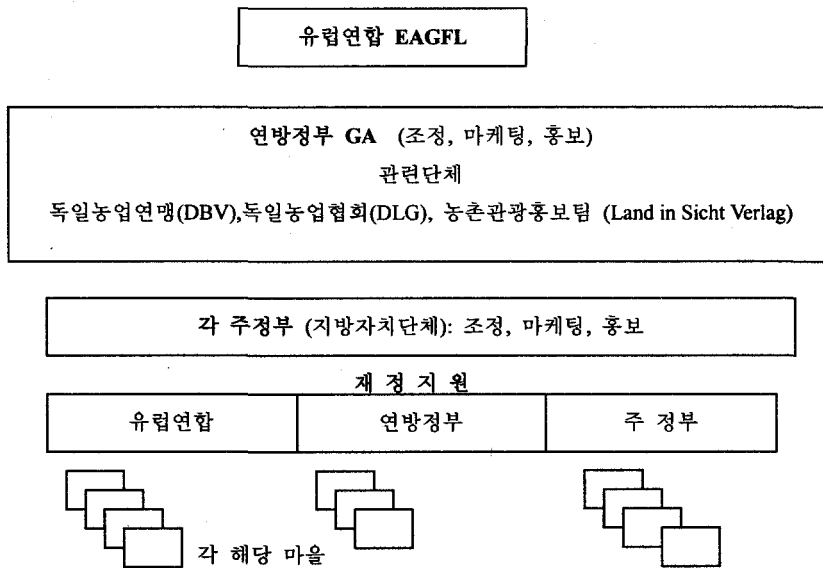 유럽연합 EAGFL
연방정부 GA (조정, 마케팅, 홍보)
관련단체
독일농업연맹(DBV),독일농업협회(DLG), 농촌관광홍보팀 (Land in Sicht Verlag)
각 주정부 (지방자치단체): 조정, 마케팅, 홍보
재 정 지 원
유럽연합 연방정부 주 정부
각 해당 마을